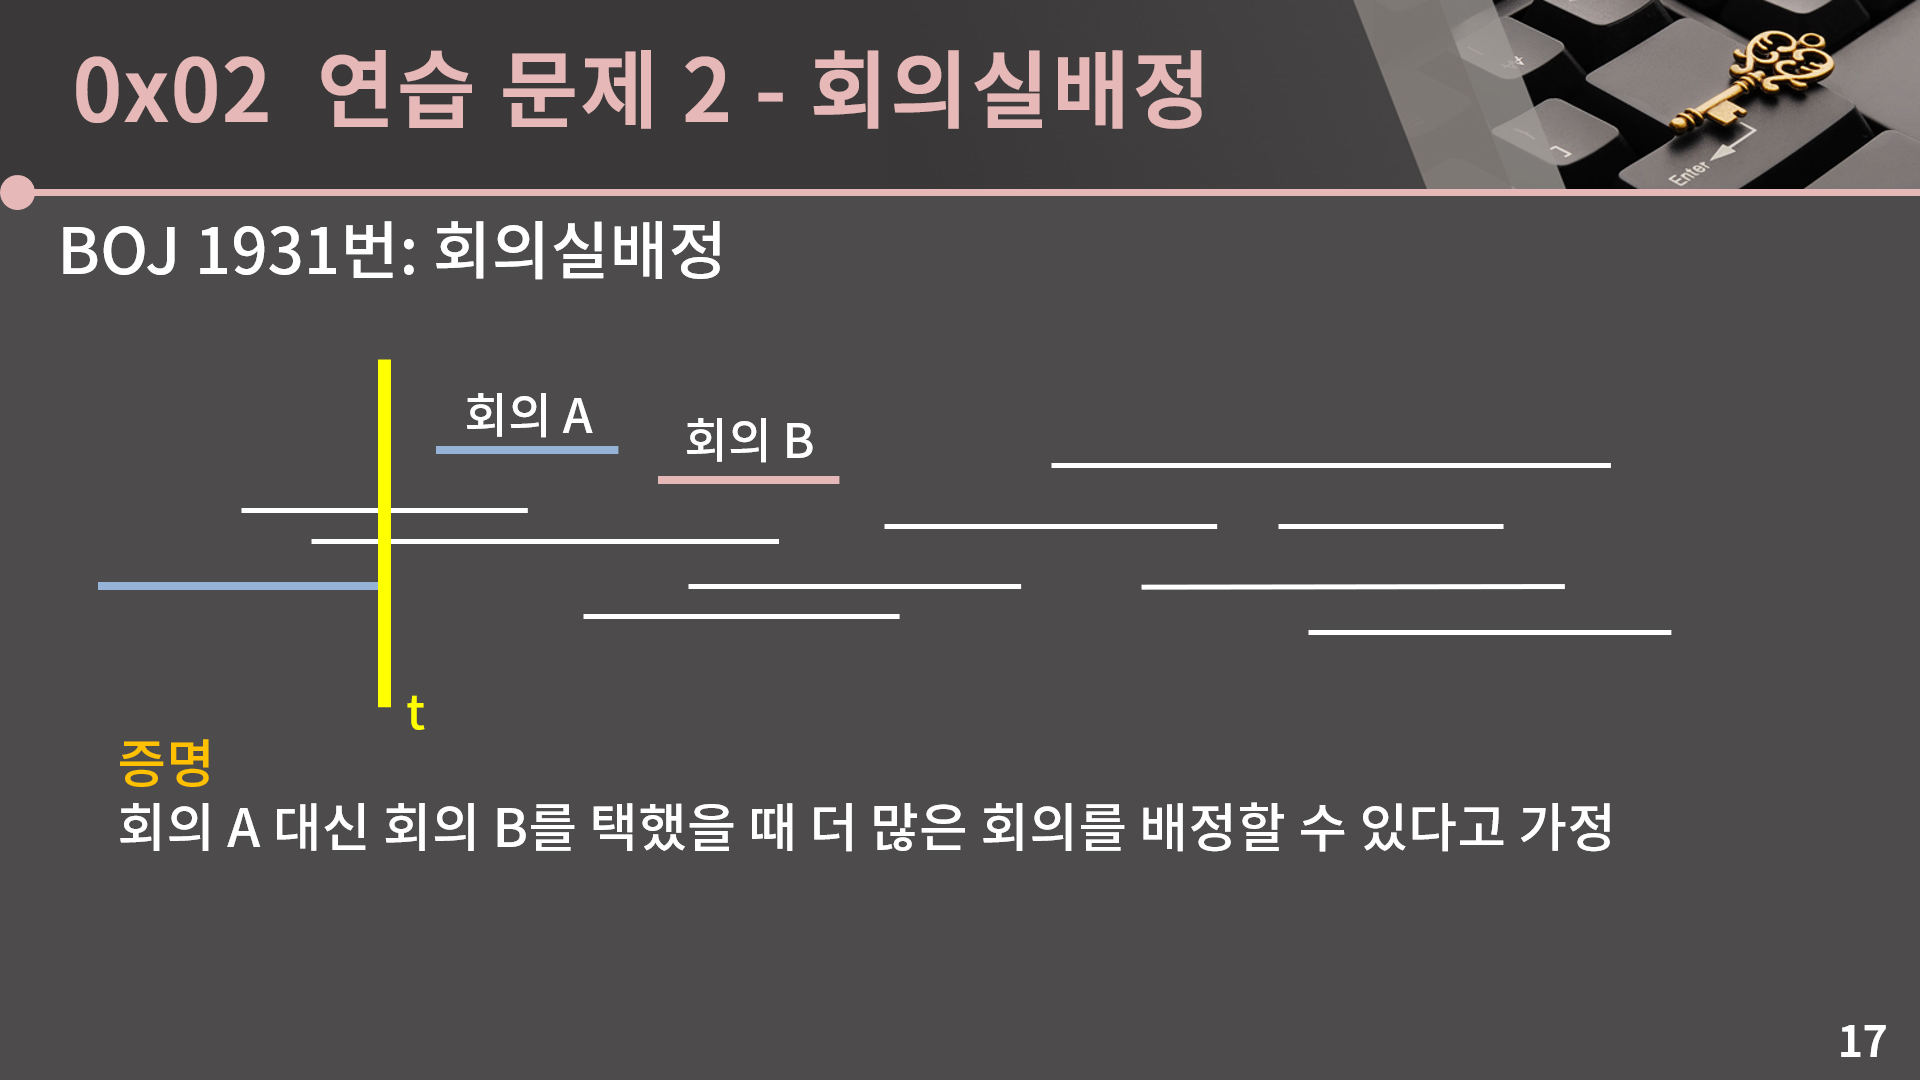 0x02 연습 문제 2 - 회의실배정
BOJ 1931번: 회의실배정
회의 A
회의 B
t
증명
회의 A 대신 회의 B를 택했을 때 더 많은 회의를 배정할 수 있다고 가정
Enter
17